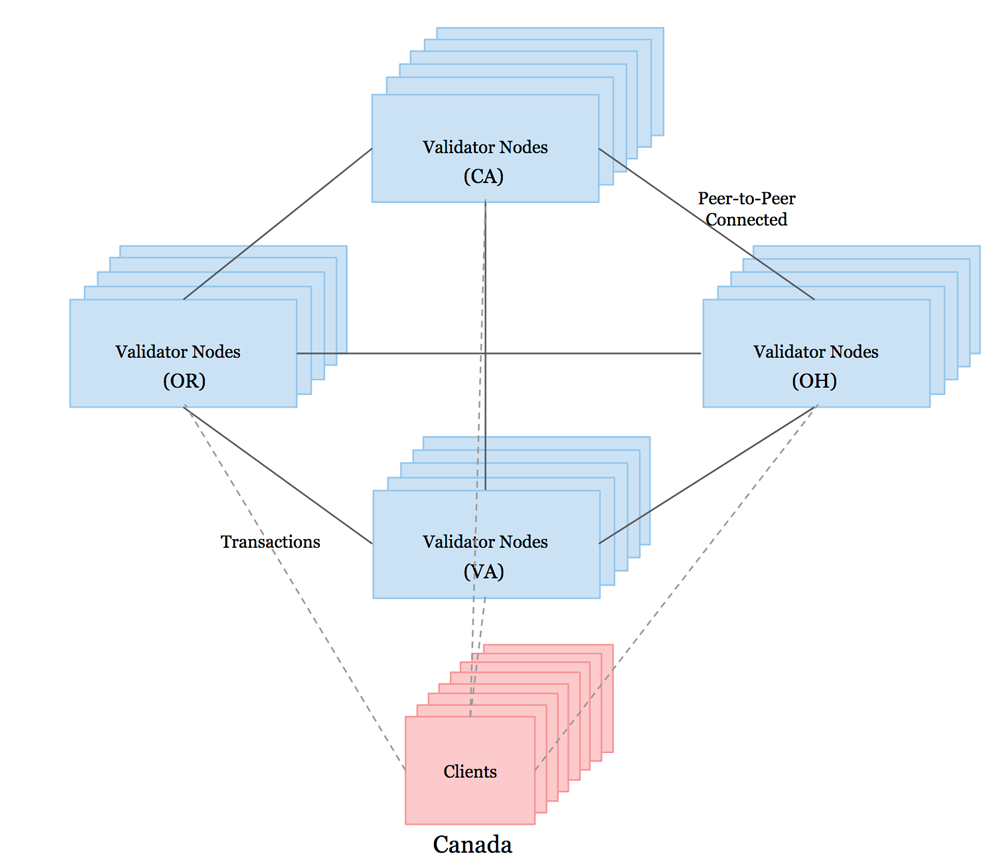 Validator Nodes
(CA)
Peer-to-Peer
Connected
Validator Nodes
(OR)
Validator Nodes
(OH)
Transactions
Validator Nodes
(VA)
Clients
Canada